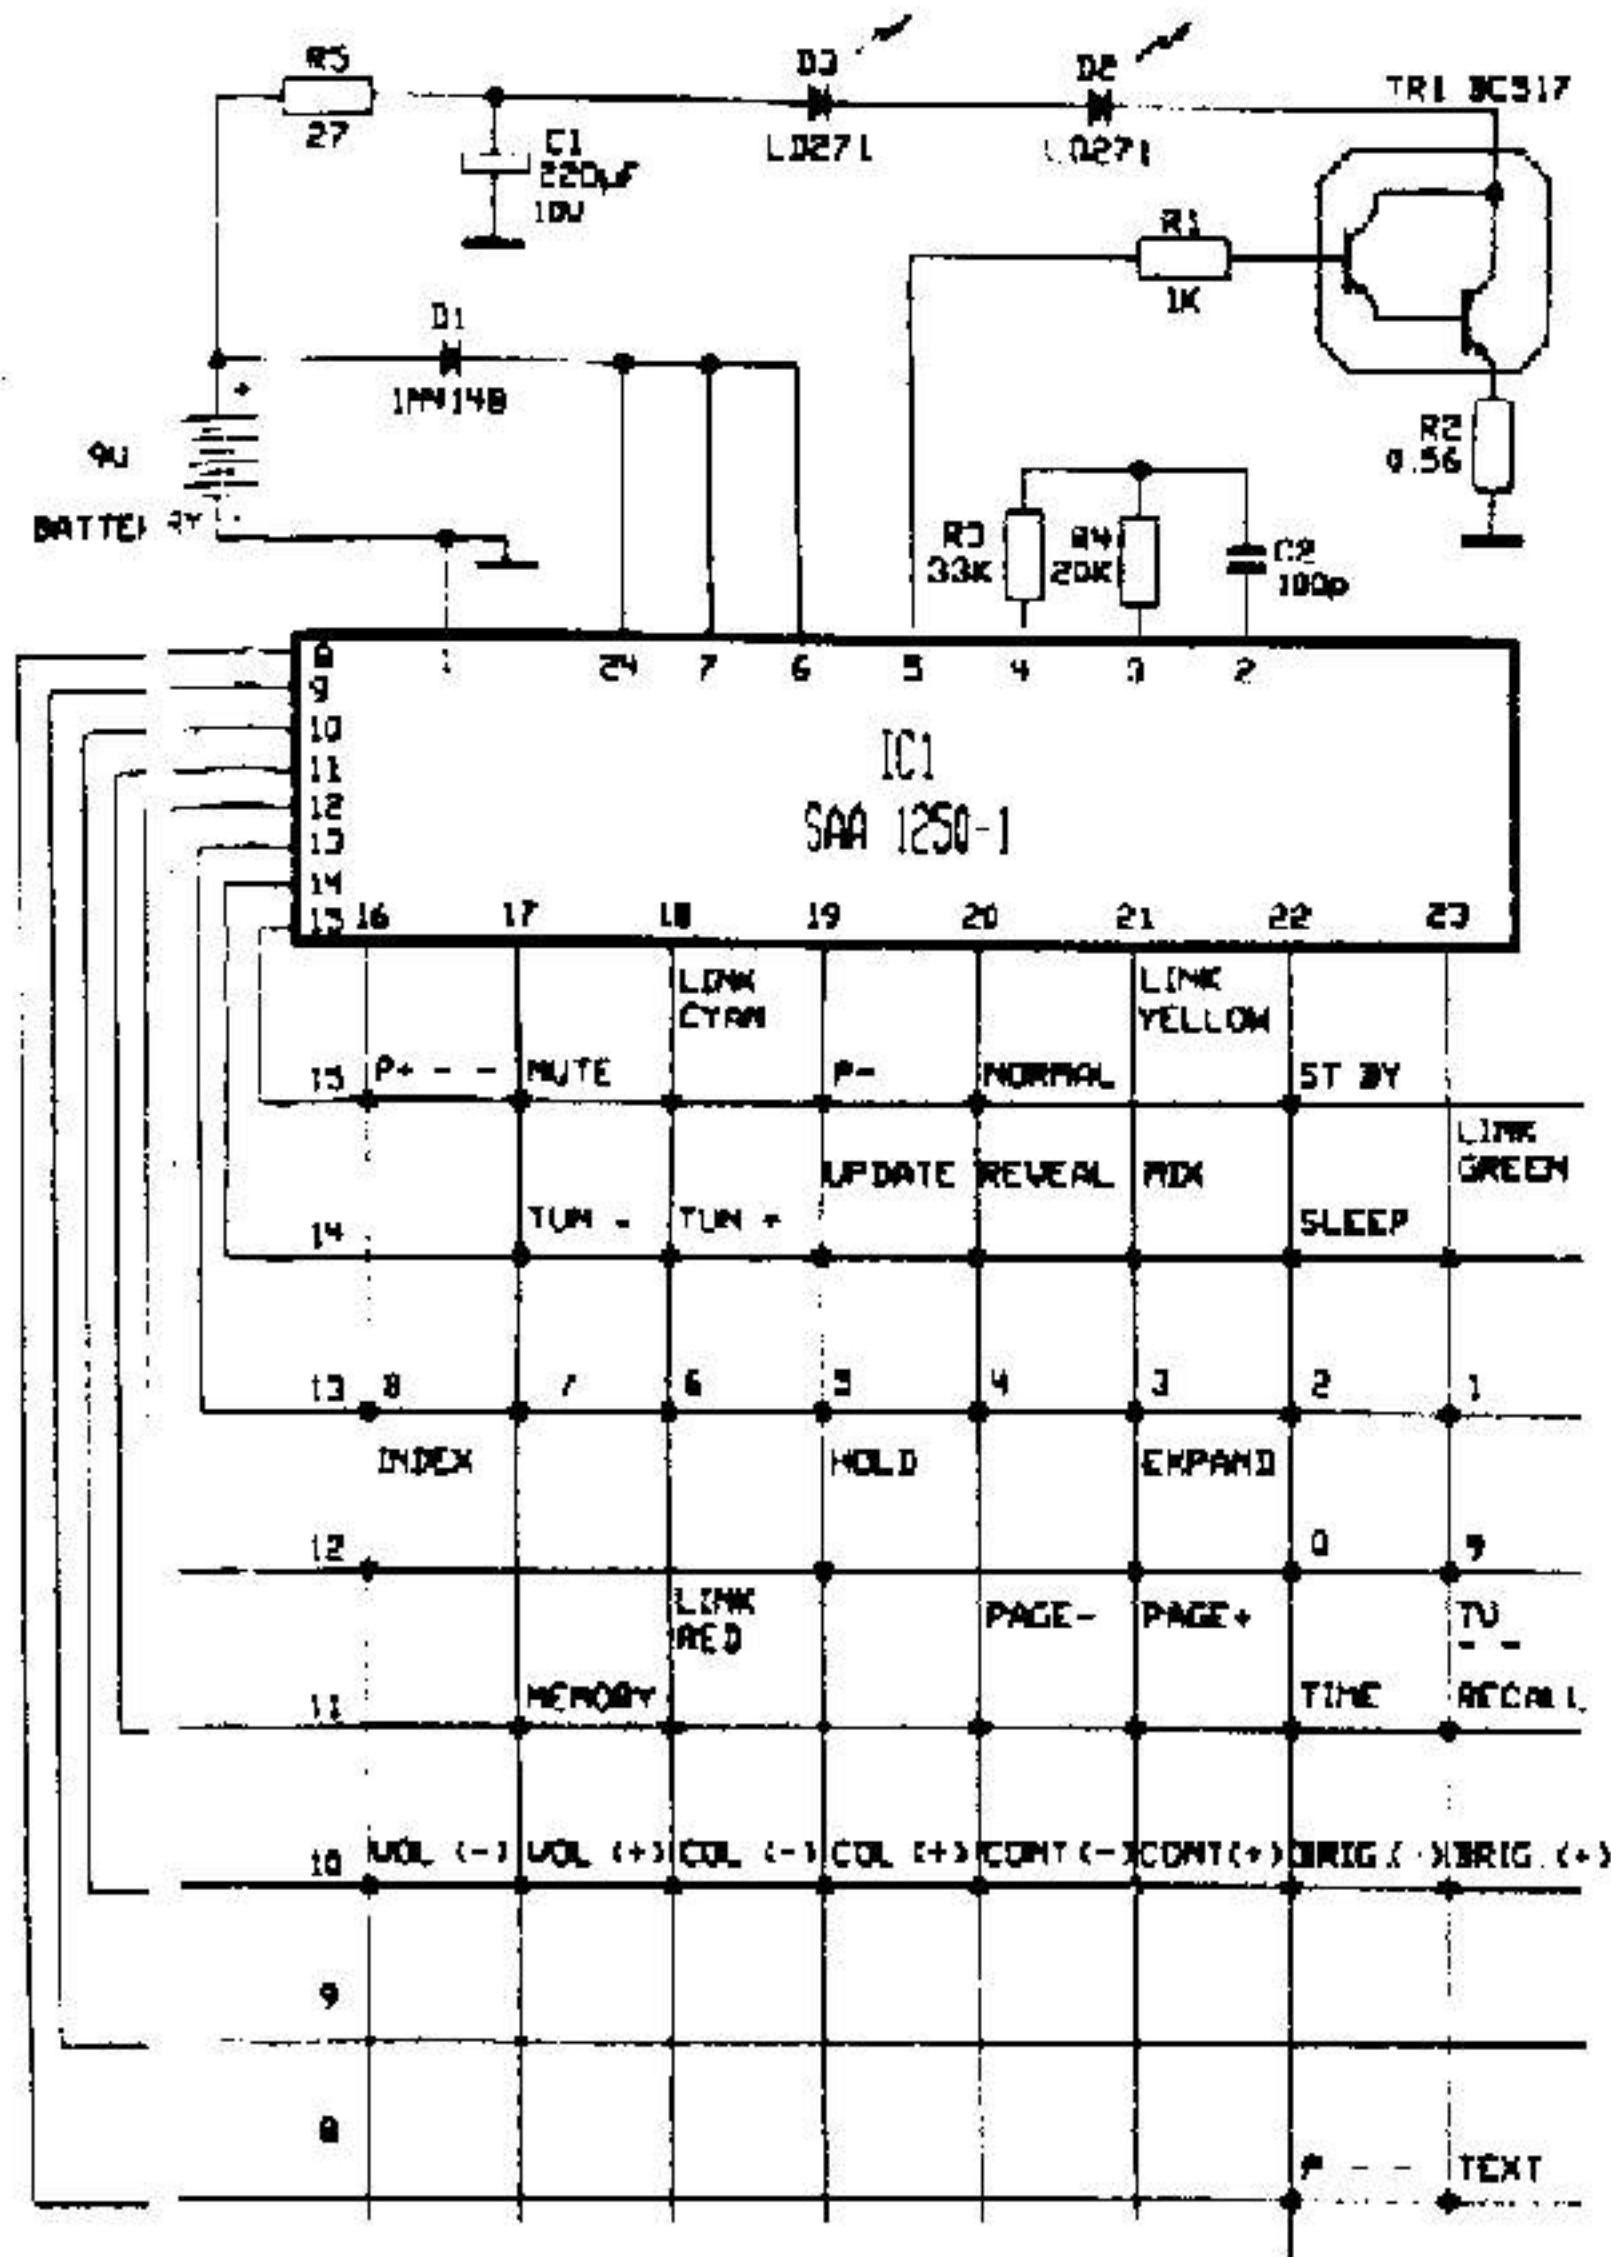 R5
D3
D2
TR1 BC517
27
C1
220µF
10V
LD271
LD271
R1
1K
D1
1N4148
+
9V
BATTERY
R2
0.56
R3
33K
R4
20K
C2
100p
8
1
24
7
6
5
4
3
2
9
10
11
12
13
14
15
IC1
SAA 1250-1
16
17
18
19
20
21
22
23
LINK
CYAN
LINK
YELLOW
15
P+ - -
MUTE
P-
NORMAL
ST BY
LINK
GREEN
UPDATE
REVEAL
MIX
14
TUN -
TUN +
SLEEP
13
8
7
6
5
4
3
2
1
INDEX
HOLD
EXPAND
12
0
9
LINK
RED
PAGE-
PAGE+
TV
- -
11
MEMORY
TIME
RECALL
10
VOL (-)
VOL (+)
COL (-)
COL (+)
CONT (-)
CONT(+)
BRIG.(-)
BRIG.(+)
9
8
P - - -
TEXT